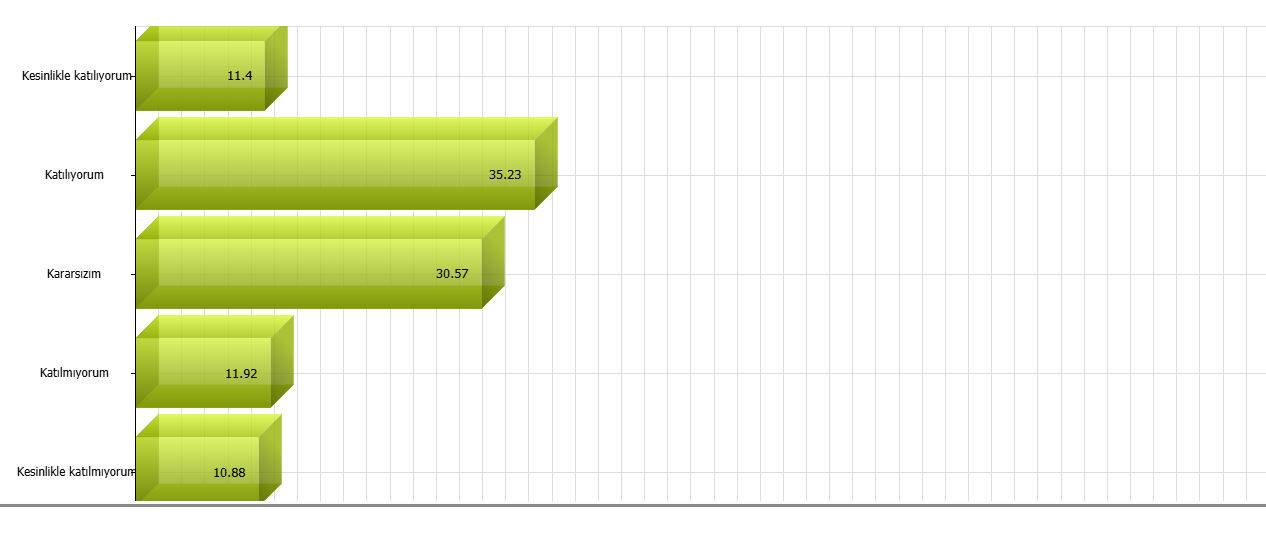 Kesinlikle katılıyorum 11.4
Katılıyorum 35.23
Kararsızım 30.57
Katılmıyorum 11.92
Kesinlikle katılmıyorum 10.88